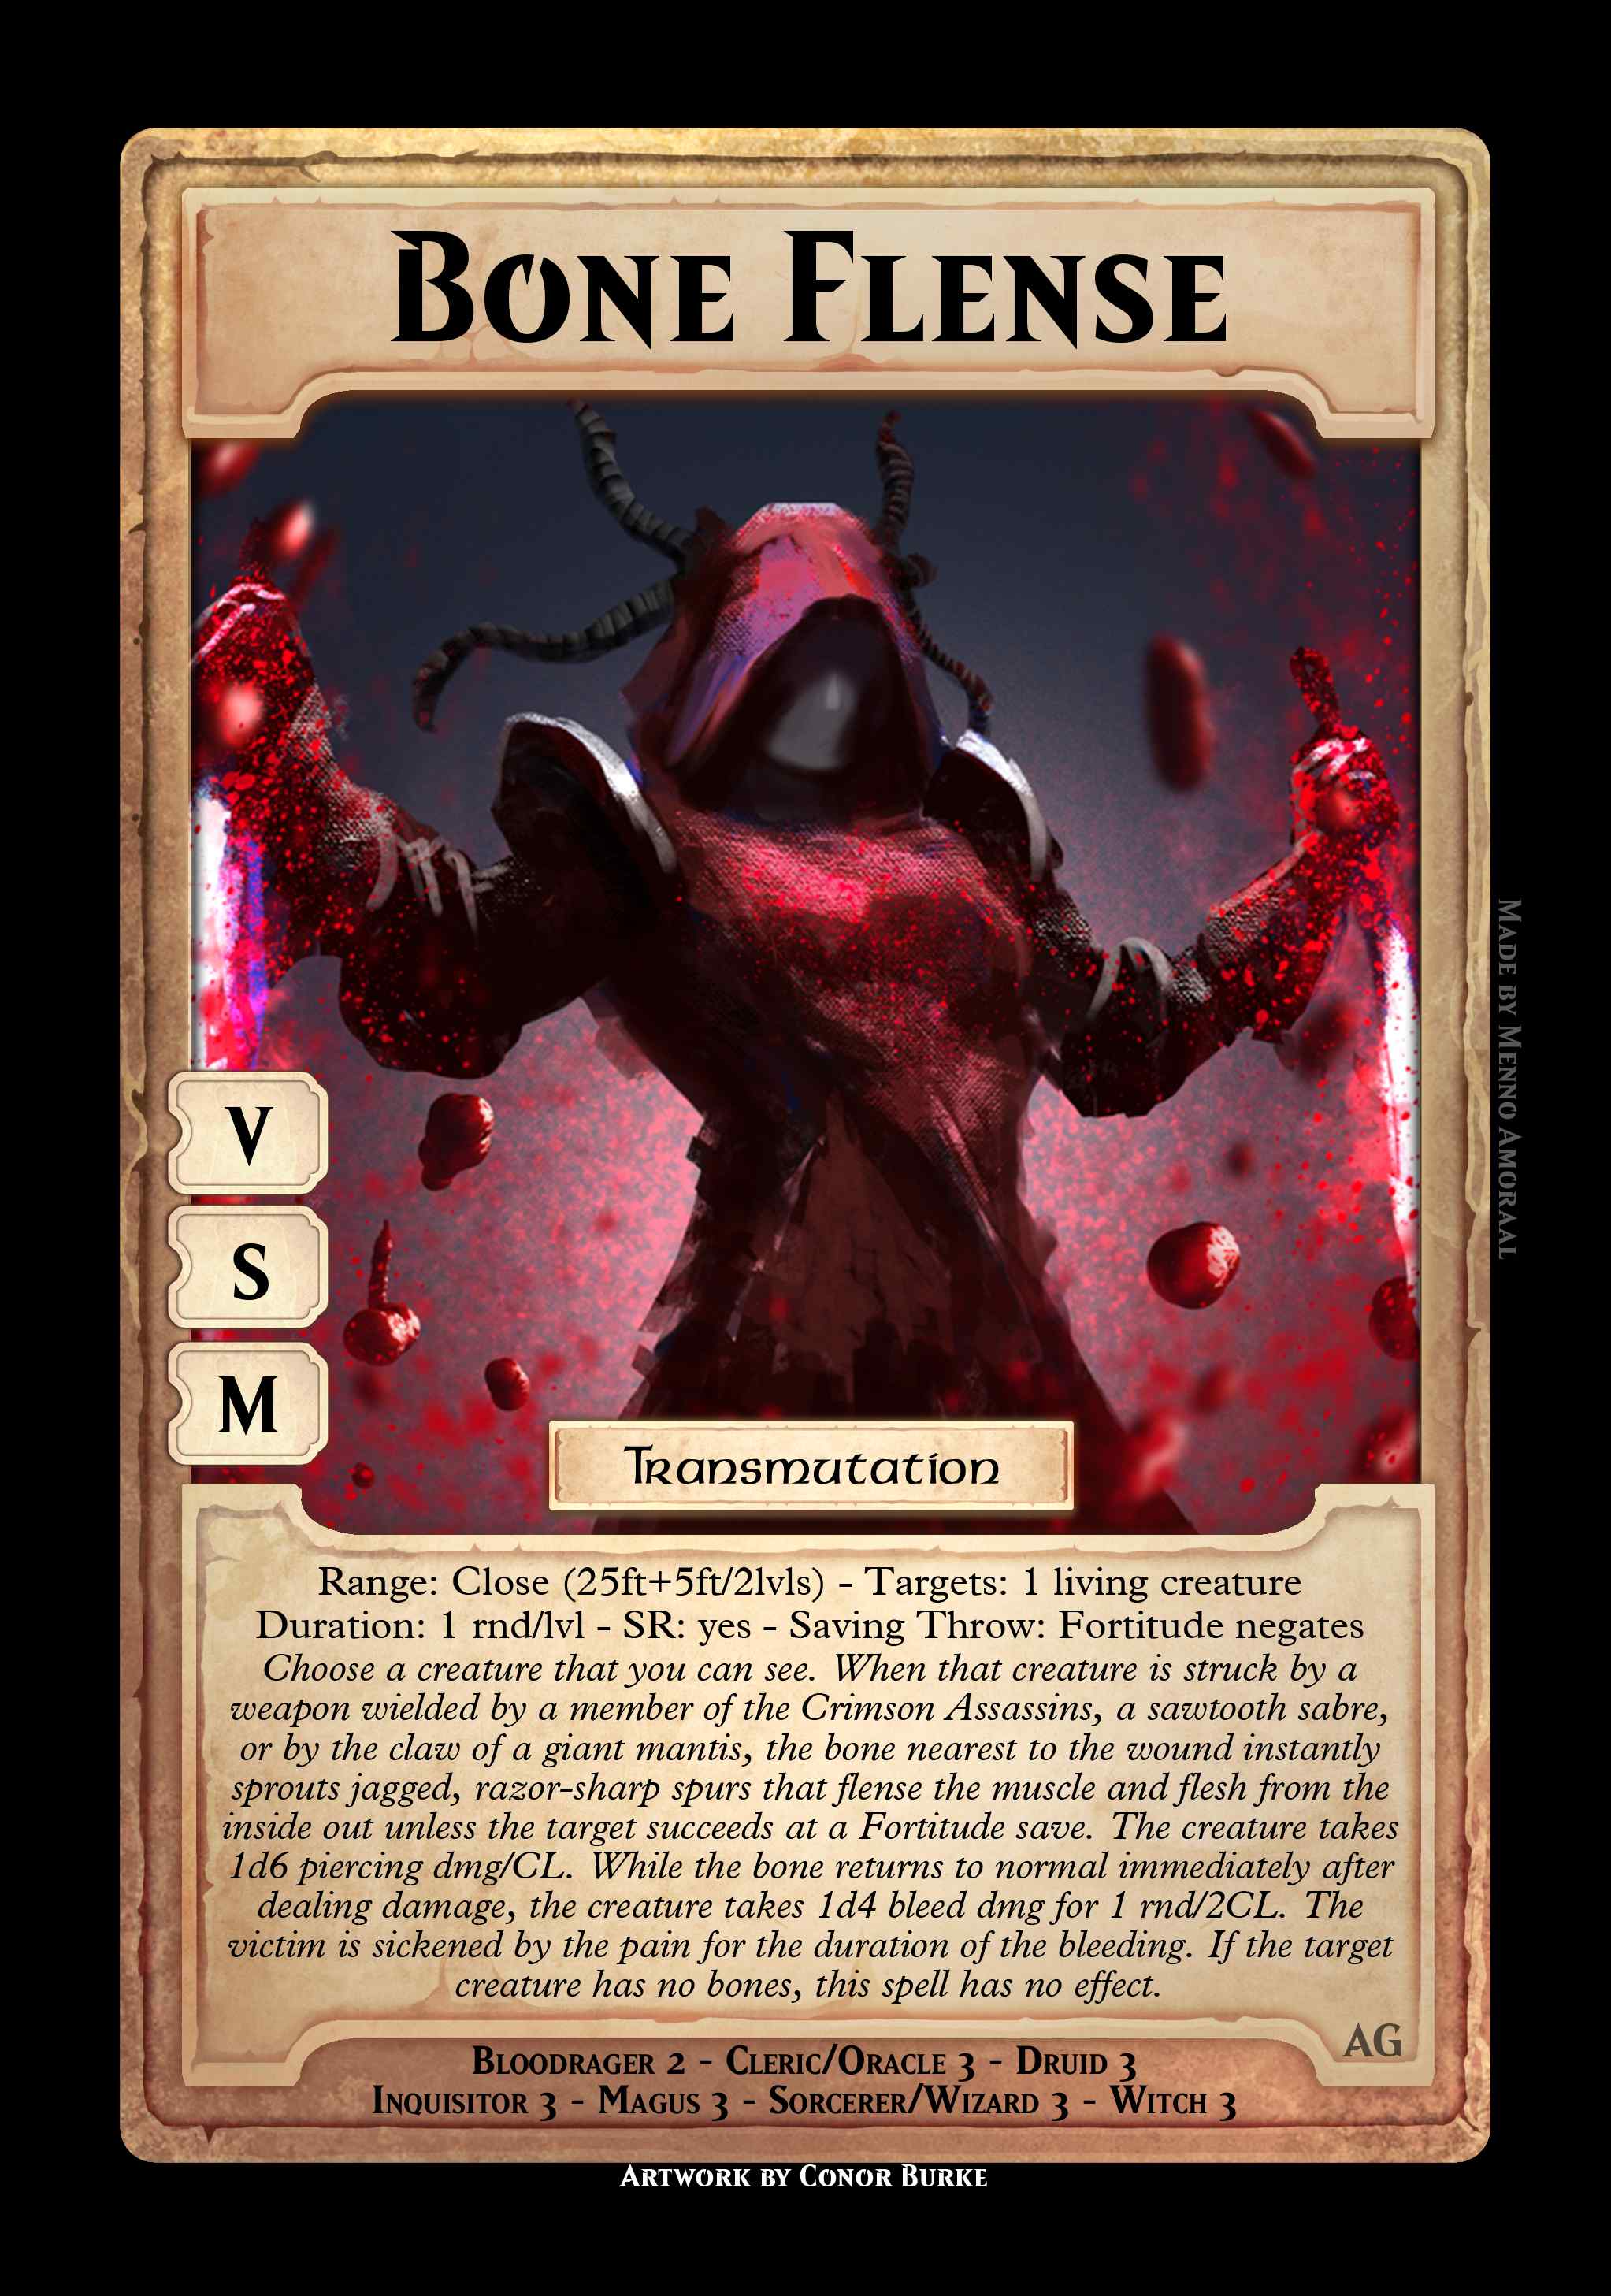 Bone Flense
V
S
M
Transmutation
Range: Close (25ft+5ft/2lvls) - Targets: 1 living creature
Duration: 1 rnd/lvl - SR: yes - Saving Throw: Fortitude negates
Choose a creature that you can see. When that creature is struck by a
weapon wielded by a member of the Crimson Assassins, a sawtooth sabre,
or by the claw of a giant mantis, the bone nearest to the wound instantly
sprouts jagged, razor-sharp spurs that flense the muscle and flesh from the
inside out unless the target succeeds at a Fortitude save. The creature takes
1d6 piercing dmg/CL. While the bone returns to normal immediately after
dealing damage, the creature takes 1d4 bleed dmg for 1 rnd/2CL. The
victim is sickened by the pain for the duration of the bleeding. If the target
creature has no bones, this spell has no effect.
AG
Bloodrager 2 - Cleric/Oracle 3 - Druid 3
Inquisitor 3 - Magus 3 - Sorcerer/Wizard 3 - Witch 3
Artwork by Conor Burke
Made by Menno Amoraal